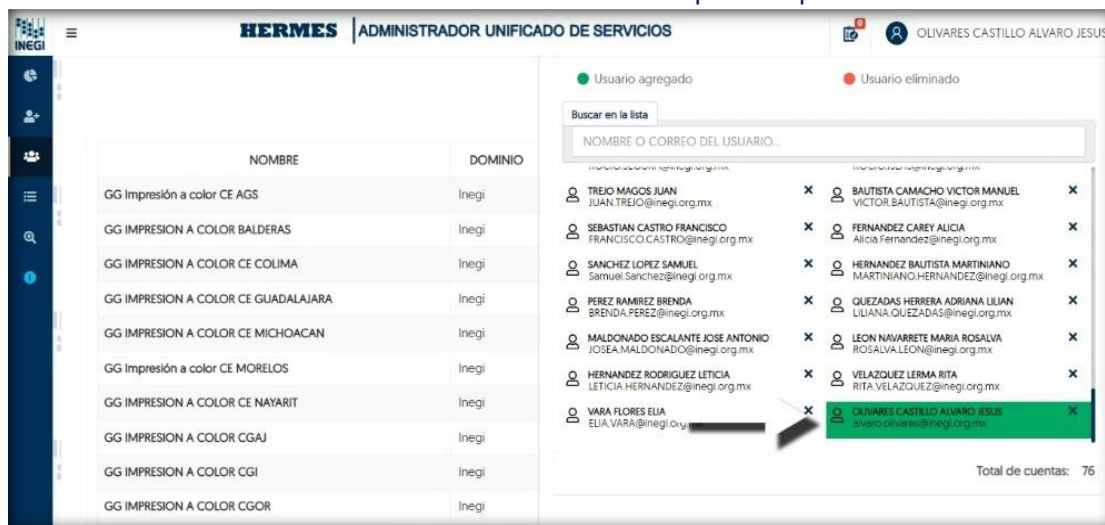 INEGI
HERMES
ADMINISTRADOR UNIFICADO DE SERVICIOS
0
OLIVARES CASTILLO ALVARO JESUS
Usuario agregado
Usuario eliminado
Buscar en la lista
NOMBRE O CORREO DEL USUARIO...
NOMBRE DOMINIO
GG Impresión a color CE AGS Inegi
GG IMPRESION A COLOR BALDERAS Inegi
GG IMPRESION A COLOR CE COLIMA Inegi
GG IMPRESION A COLOR CE GUADALAJARA Inegi
GG IMPRESION A COLOR CE MICHOACAN Inegi
GG Impresión a color CE MORELOS Inegi
GG IMPRESION A COLOR CE NAYARIT Inegi
GG IMPRESION A COLOR CGAJ Inegi
GG IMPRESION A COLOR CGI Inegi
GG IMPRESION A COLOR CGOR Inegi
TREJO MAGOS JUAN
JUAN.TREJO@inegi.org.mx
BAUTISTA CAMACHO VICTOR MANUEL
VICTOR.BAUTISTA@inegi.org.mx
SEBASTIAN CASTRO FRANCISCO
FRANCISCO.CASTRO@inegi.org.mx
FERNANDEZ CAREY ALICIA
Alicia.Fernandez@inegi.org.mx
SANCHEZ LOPEZ SAMUEL
Samuel.Sanchez@inegi.org.mx
HERNANDEZ BAUTISTA MARTINIANO
MARTINIANO.HERNANDEZ@inegi.org.mx
PEREZ RAMIREZ BRENDA
BRENDA.PEREZ@inegi.org.mx
QUEZADAS HERRERA ADRIANA LILIAN
LILIANA.QUEZADAS@inegi.org.mx
MALDONADO ESCALANTE JOSE ANTONIO
JOSEA.MALDONADO@inegi.org.mx
LEON NAVARRETE MARIA ROSALVA
ROSALVA.LEON@inegi.org.mx
HERNANDEZ RODRIGUEZ LETICIA
LETICIA.HERNANDEZ@inegi.org.mx
VELAZQUEZ LERMA RITA
RITA.VELAZQUEZ@inegi.org.mx
VARA FLORES ELIA
OLIVARES CASTILLO ALVARO JESUS
alvaro.olivares@inegi.org.mx
Total de cuentas: 76